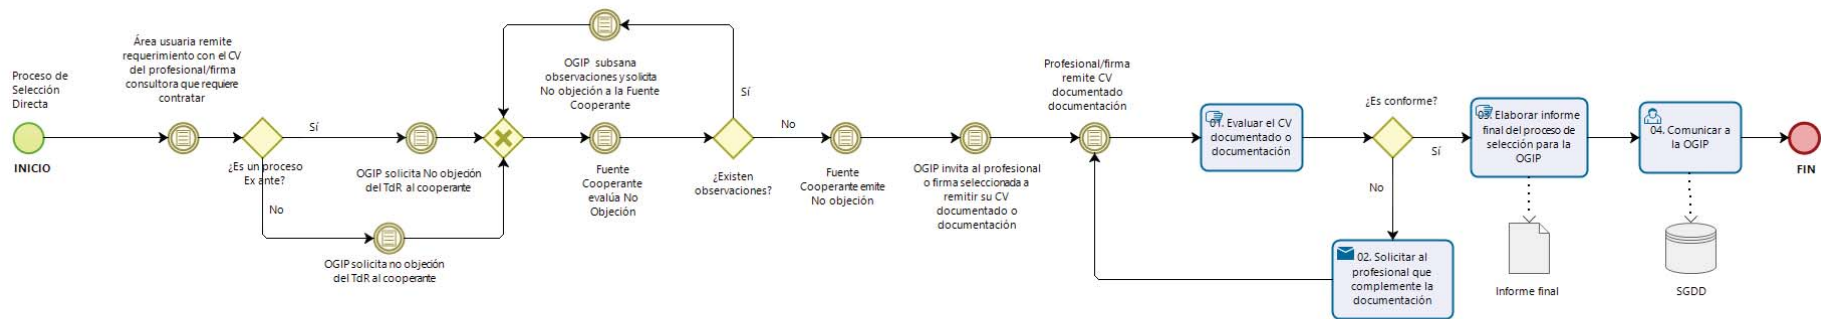 Proceso de
Selección
Directa
INICIO
Área usuaria remite
requerimiento con el CV
del profesional/firma
consultora que requiere
contratar
¿Es un proceso
Ex ante?
Sí
No
OGIP solicita No objeción
del TdR al cooperante
OGIP solicita no objeción
del TdR al cooperante
OGIP subsana
observaciones y solicita
No objeción a la Fuente
Cooperante
Fuente
Cooperante
evalúa No
Objeción
¿Existen
observaciones?
Sí
No
Fuente
Cooperante emite
No objeción
OGIP invita al profesional
o firma seleccionada a
remitir su CV
documentado o
documentación
Profesional/firma
remite CV
documentado
documentación
01. Evaluar el CV
documentado o
documentación
¿Es conforme?
Sí
No
02. Solicitar al
profesional que
complemente la
documentación
03. Elaborar informe
final del proceso de
selección para la
OGIP
Informe final
04. Comunicar a
la OGIP
SGDD
FIN